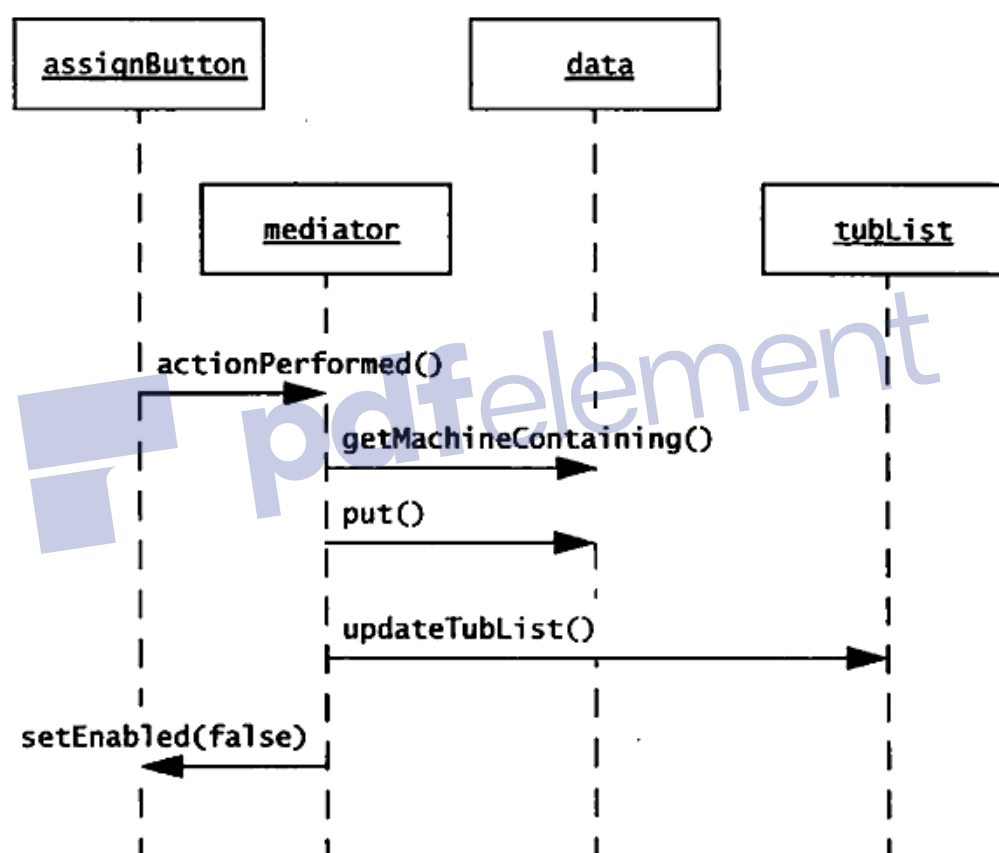 assignButton
data
mediator
tubList
actionPerformed()
getMachineContaining()
put()
updateTubList()
setEnabled(false)
pdfelement